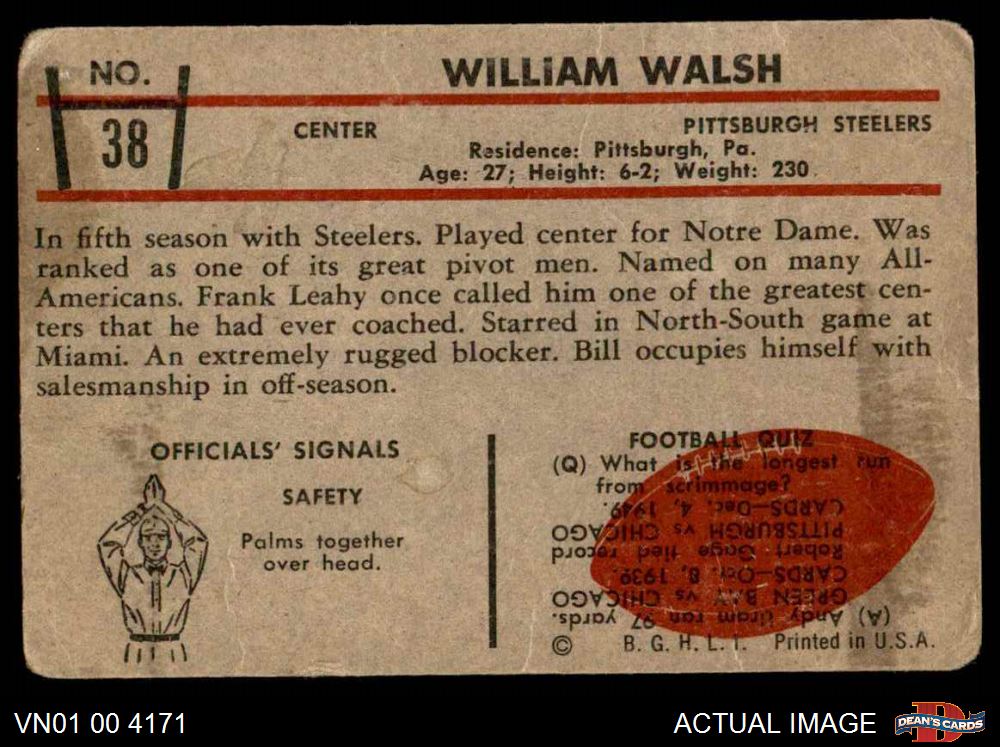 NO.
38
WILLIAM WALSH
CENTER
PITTSBURGH STEELERS
Residence: Pittsburgh, Pa.
Age: 27; Height: 6-2; Weight: 230
In fifth season with Steelers. Played center for Notre Dame. Was
ranked as one of its great pivot men. Named on many All-
Americans. Frank Leahy once called him one of the greatest cen-
ters that he had ever coached. Starred in North-South game at
Miami. An extremely rugged blocker. Bill occupies himself with
salesmanship in off-season.
OFFICIALS' SIGNALS
SAFETY
Palms together
over head.
FOOTBALL QUIZ
(Q) What is the longest run
from scrimmage?
(A) Andy Uram ran 97 yards.
GREEN BAY vs CHICAGO
CARDS—Oct. 8, 1939.
Robert Gage tied record
PITTSBURGH vs CHICAGO
CARDS—Dec. 4, 1949.
© B. G. H. L. I. Printed in U.S.A.
VN01 00 4171
ACTUAL IMAGE
DEAN'S CARDS